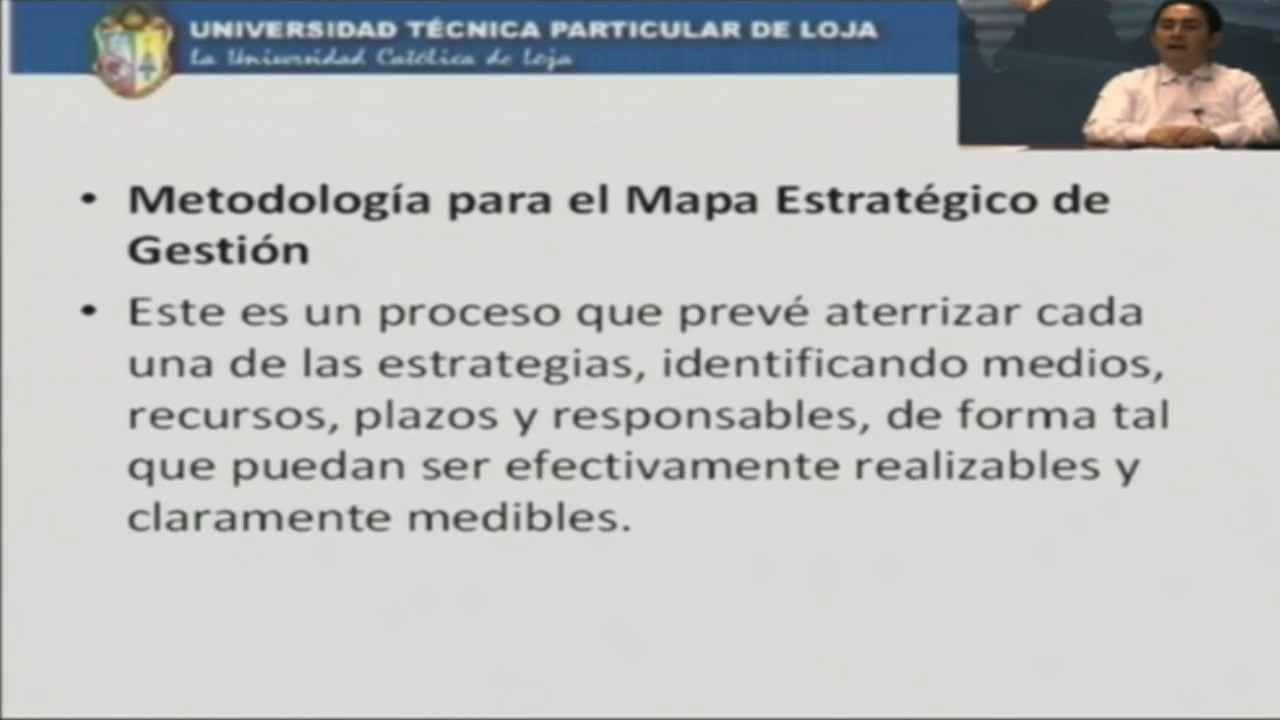 UNIVERSIDAD TÉCNICA PARTICULAR DE LOJA
La Universidad Católica de Loja
• Metodología para el Mapa Estratégico de
Gestión
• Este es un proceso que prevé aterrizar cada
una de las estrategias, identificando medios,
recursos, plazos y responsables, de forma tal
que puedan ser efectivamente realizables y
claramente medibles.